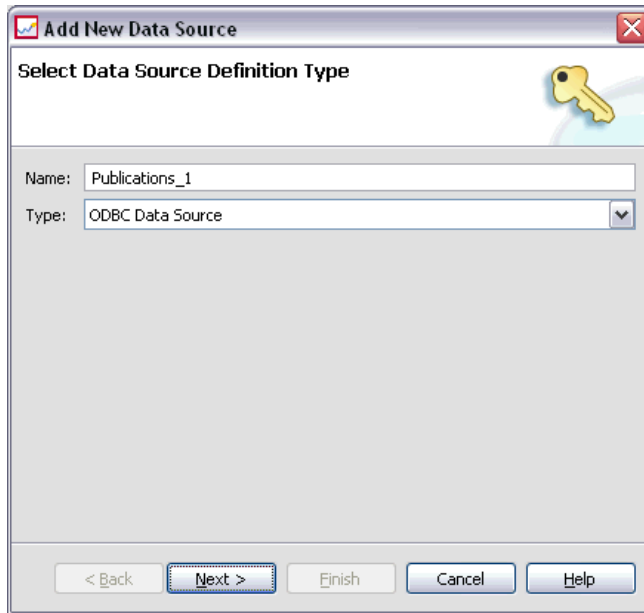 Add New Data Source
Select Data Source Definition Type
Name: Publications_1
Type: ODBC Data Source
< Back Next > Finish Cancel Help